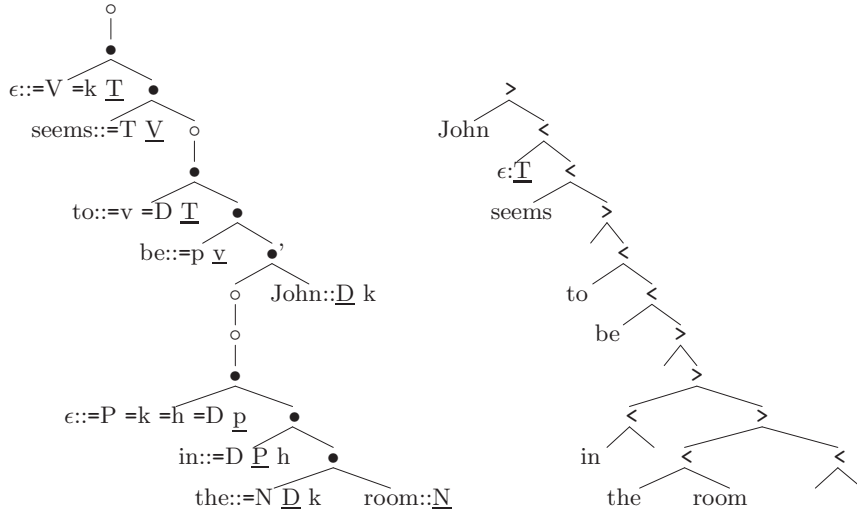 ϵ::=V =k T
seems::=T V
to::=v =D T
be::=p v
John::D k
ϵ::=P =k =h =D p
in::=D P h
the::=N D k
room::N
>
John
<
ϵ:T
<
seems
>
<
to
<
be
>
>
<
>
in
<
<
the
room